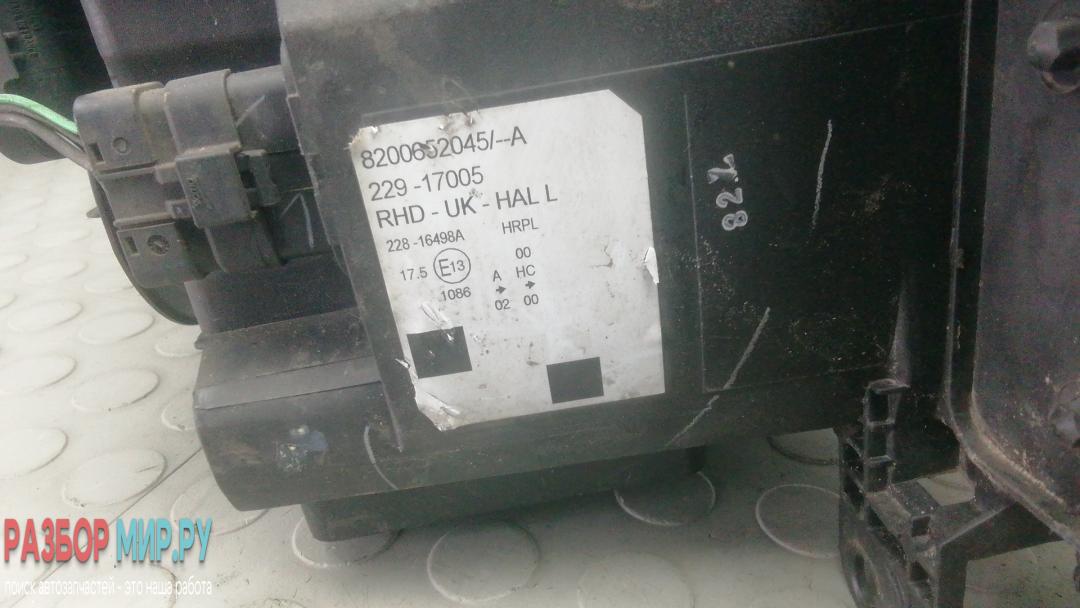 8200652045/--A
229 -17005
RHD - UK - HAL L
228 -16498A HRPL
17.5 E13 00
A HC
1086 02 00
82L
РАЗБОР МИР.РУ
поиск автозапчастей - это наша работа